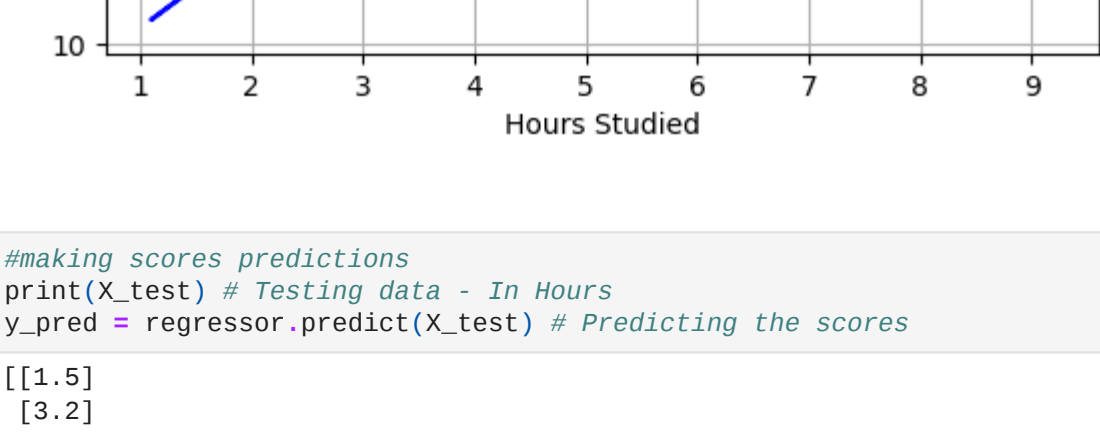 10
1 2 3 4 5 6 7 8 9
Hours Studied
#making scores predictions
print(X_test) # Testing data - In Hours
y_pred = regressor.predict(X_test) # Predicting the scores
[[1.5]
 [3.2]